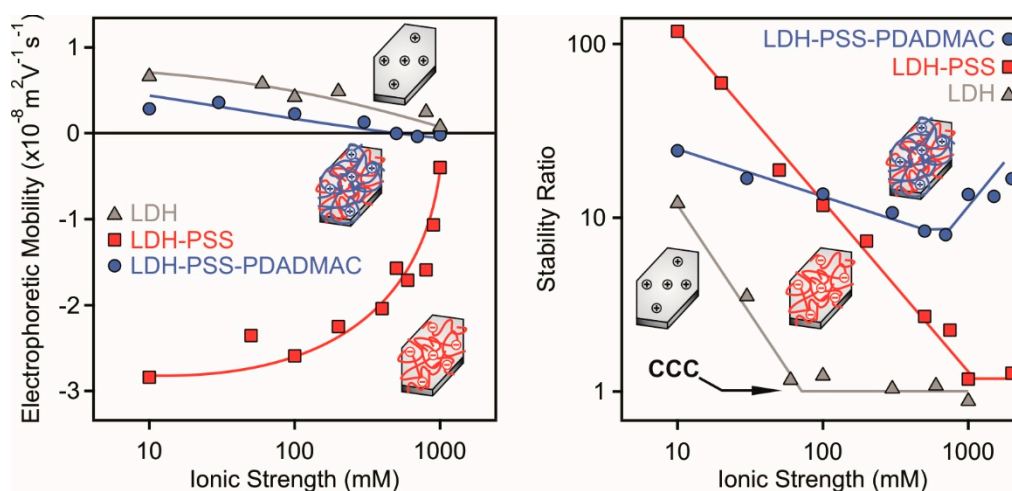 Electrophoretic Mobility (x10⁻⁸ m² V⁻¹ s⁻¹)
1
0
-1
-2
-3
LDH
LDH-PSS
LDH-PSS-PDADMAC
10
100
1000
Ionic Strength (mM)
Stability Ratio
100
10
1
LDH-PSS-PDADMAC
LDH-PSS
LDH
CCC
10
100
1000
Ionic Strength (mM)